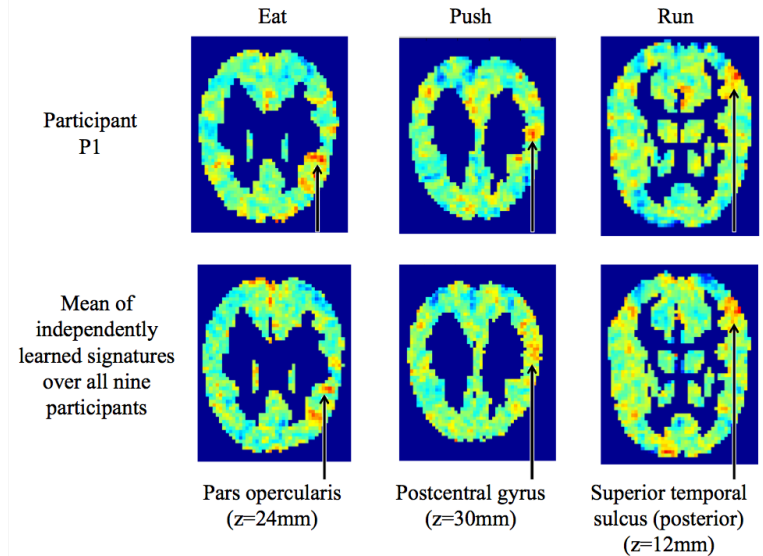 Eat
Push
Run
Participant
P1
Mean of
independently
learned signatures
over all nine
participants
Pars opercularis
(z=24mm)
Postcentral gyrus
(z=30mm)
Superior temporal
sulcus (posterior)
(z=12mm)